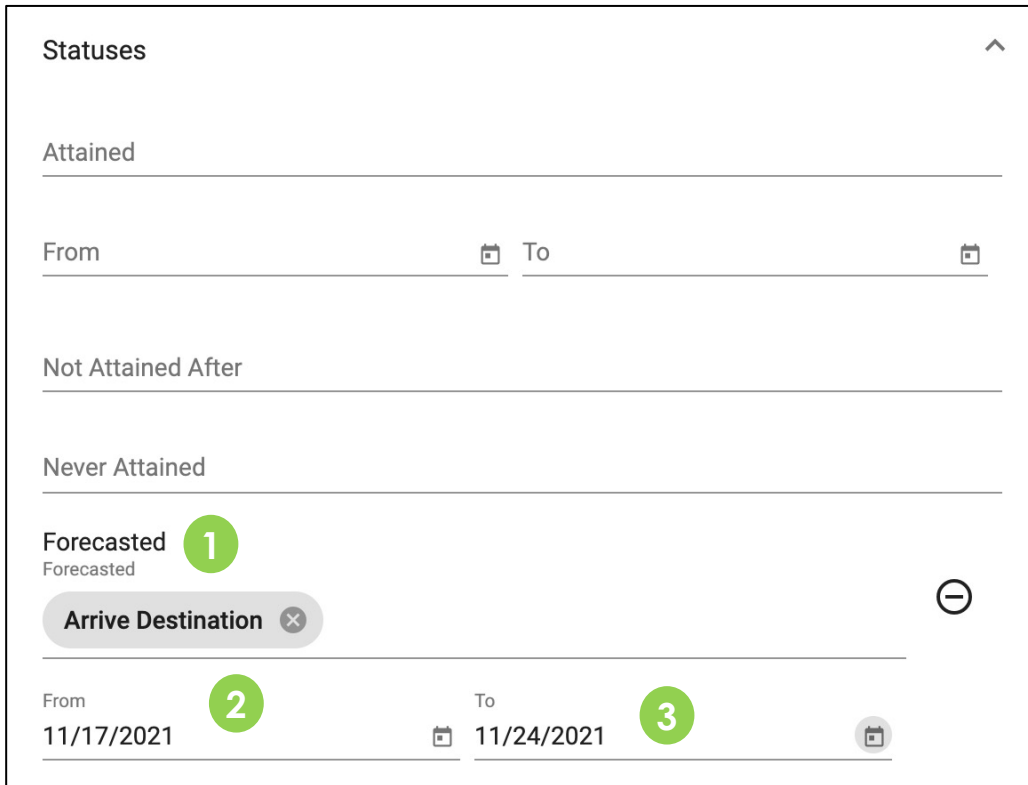 Statuses
Attained
From To
Not Attained After
Never Attained
Forecasted 1
Forecasted
Arrive Destination
From 2 To 3
11/17/2021 11/24/2021